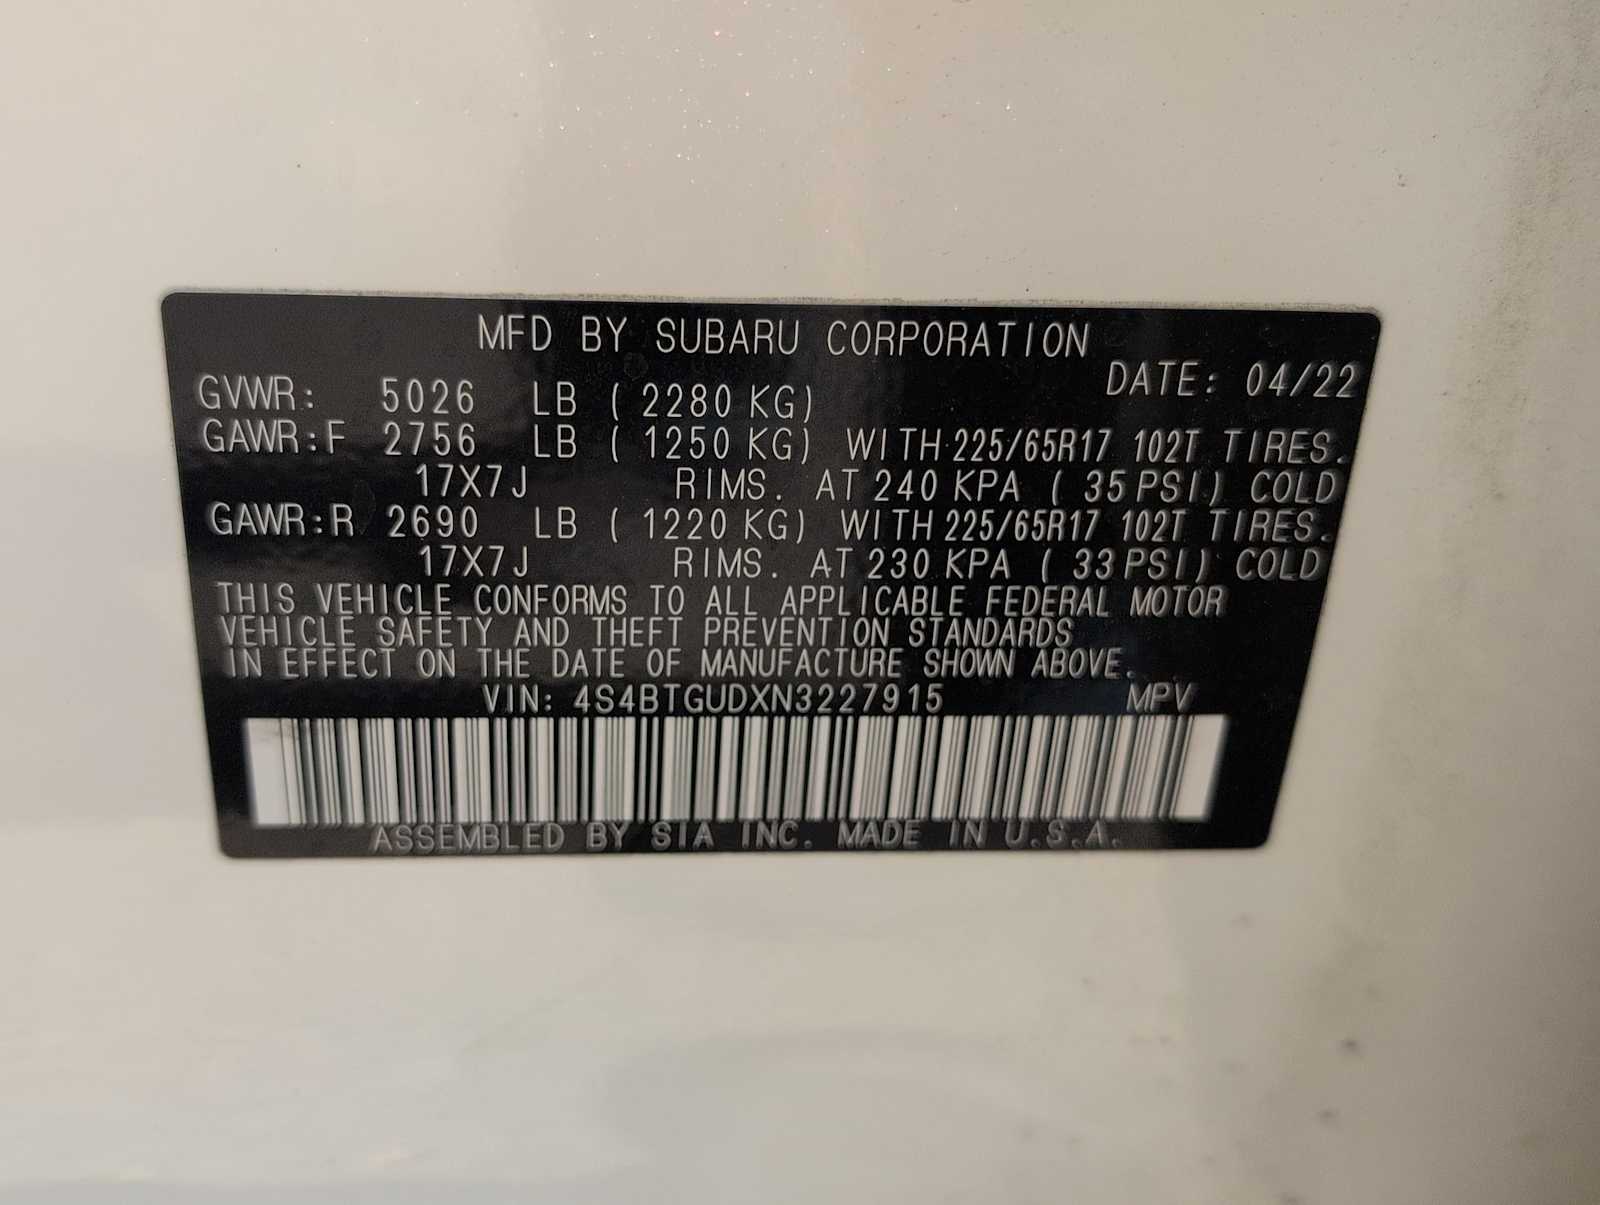 MFD BY SUBARU CORPORATION
DATE: 04/22
GVWR: 5026 LB (2280 KG)
GAWR:F 2756 LB (1250 KG) WITH 225/65R17 102T TIRES.
17X7J RIMS. AT 240 KPA (35 PSI) COLD
GAWR:R 2690 LB (1220 KG) WITH 225/65R17 102T TIRES.
17X7J RIMS. AT 230 KPA (33 PSI) COLD
THIS VEHICLE CONFORMS TO ALL APPLICABLE FEDERAL MOTOR
VEHICLE SAFETY AND THEFT PREVENTION STANDARDS
IN EFFECT ON THE DATE OF MANUFACTURE SHOWN ABOVE.
VIN: 4S4BTGUDXN3227915 MPV
ASSEMBLED BY SIA INC. MADE IN U.S.A.